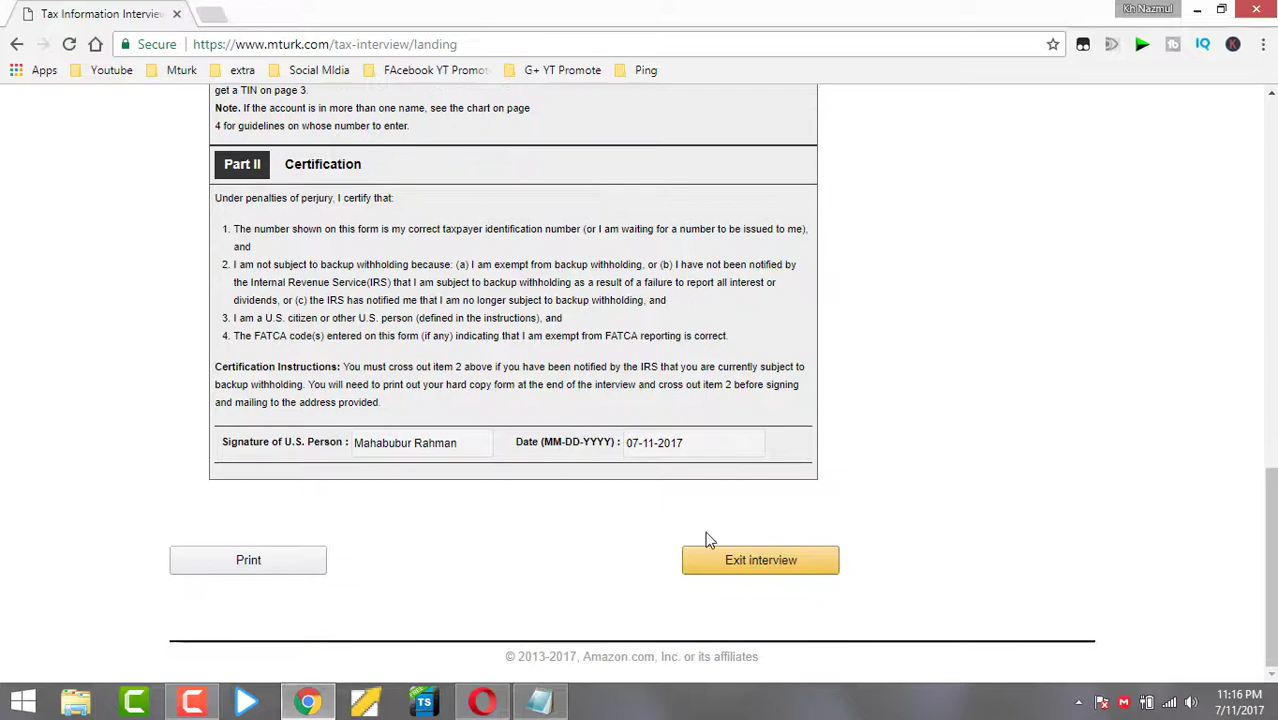 Tax Information Interview
Kh Nazmul
Secure
https://www.mturk.com/tax-interview/landing
Apps
Youtube
Mturk
extra
Social MIdia
FAcebook YT Promot
G+ YT Promote
Ping
get a TIN on page 3.
Note. If the account is in more than one name, see the chart on page
4 for guidelines on whose number to enter.
Part II Certification
Under penalties of perjury, I certify that:
1. The number shown on this form is my correct taxpayer identification number (or I am waiting for a number to be issued to me),
and
2. I am not subject to backup withholding because: (a) I am exempt from backup withholding, or (b) I have not been notified by
the Internal Revenue Service(IRS) that I am subject to backup withholding as a result of a failure to report all interest or
dividends, or (c) the IRS has notified me that I am no longer subject to backup withholding, and
3. I am a U.S. citizen or other U.S. person (defined in the instructions), and
4. The FATCA code(s) entered on this form (if any) indicating that I am exempt from FATCA reporting is correct.
Certification Instructions: You must cross out item 2 above if you have been notified by the IRS that you are currently subject to
backup withholding. You will need to print out your hard copy form at the end of the interview and cross out item 2 before signing
and mailing to the address provided.
Signature of U.S. Person : Mahabubur Rahman Date (MM-DD-YYYY) : 07-11-2017
Print
Exit interview
© 2013-2017, Amazon.com, Inc. or its affiliates
TS
11:16 PM
7/11/2017